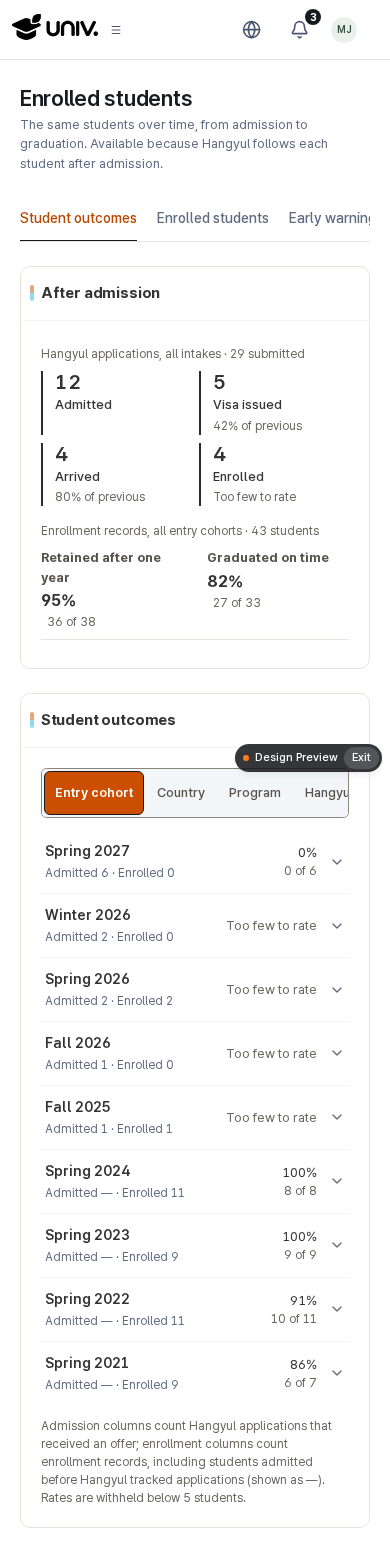 UNIV.
3
MJ
Enrolled students
The same students over time, from admission to
graduation. Available because Hangyul follows each
student after admission.
Student outcomes Enrolled students Early warning
After admission
Hangyul applications, all intakes · 29 submitted
12 5
Admitted Visa issued
42% of previous
4 4
Arrived Enrolled
80% of previous Too few to rate
Enrollment records, all entry cohorts · 43 students
Retained after one Graduated on time
year 82%
95% 27 of 33
36 of 38
Student outcomes
Design Preview Exit
Entry cohort Country Program Hangyu
Spring 2027 0%
Admitted 6 · Enrolled 0 0 of 6
Winter 2026 Too few to rate
Admitted 2 · Enrolled 0
Spring 2026 Too few to rate
Admitted 2 · Enrolled 2
Fall 2026 Too few to rate
Admitted 1 · Enrolled 0
Fall 2025 Too few to rate
Admitted 1 · Enrolled 1
Spring 2024 100%
Admitted — · Enrolled 11 8 of 8
Spring 2023 100%
Admitted — · Enrolled 9 9 of 9
Spring 2022 91%
Admitted — · Enrolled 11 10 of 11
Spring 2021 86%
Admitted — · Enrolled 9 6 of 7
Admission columns count Hangyul applications that
received an offer; enrollment columns count
enrollment records, including students admitted
before Hangyul tracked applications (shown as —).
Rates are withheld below 5 students.